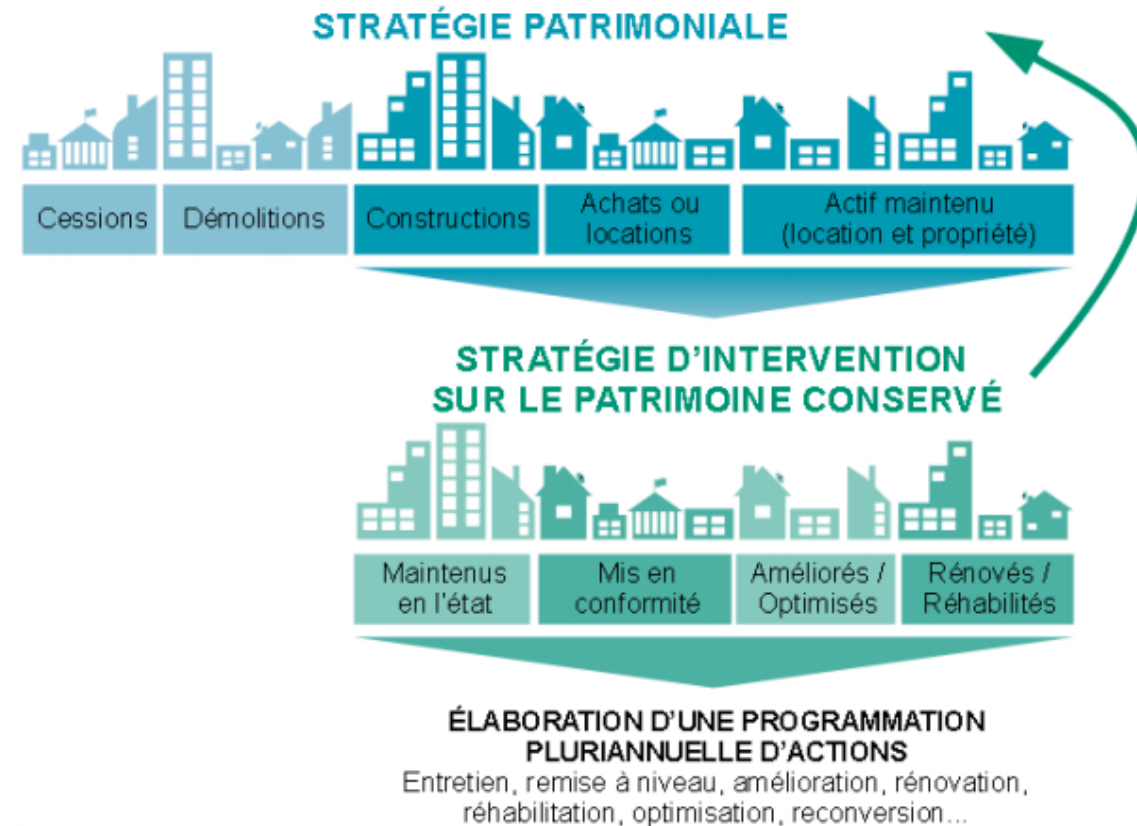 STRATÉGIE PATRIMONIALE
Cessions
Démolitions
Constructions
Achats ou
locations
Actif maintenu
(location et propriété)
STRATÉGIE D'INTERVENTION
SUR LE PATRIMOINE CONSERVÉ
Maintenus
en l'état
Mis en
conformité
Améliorés /
Optimisés
Rénovés /
Réhabilités
ÉLABORATION D'UNE PROGRAMMATION
PLURIANNUELLE D'ACTIONS
Entretien, remise à niveau, amélioration, rénovation,
réhabilitation, optimisation, reconversion...